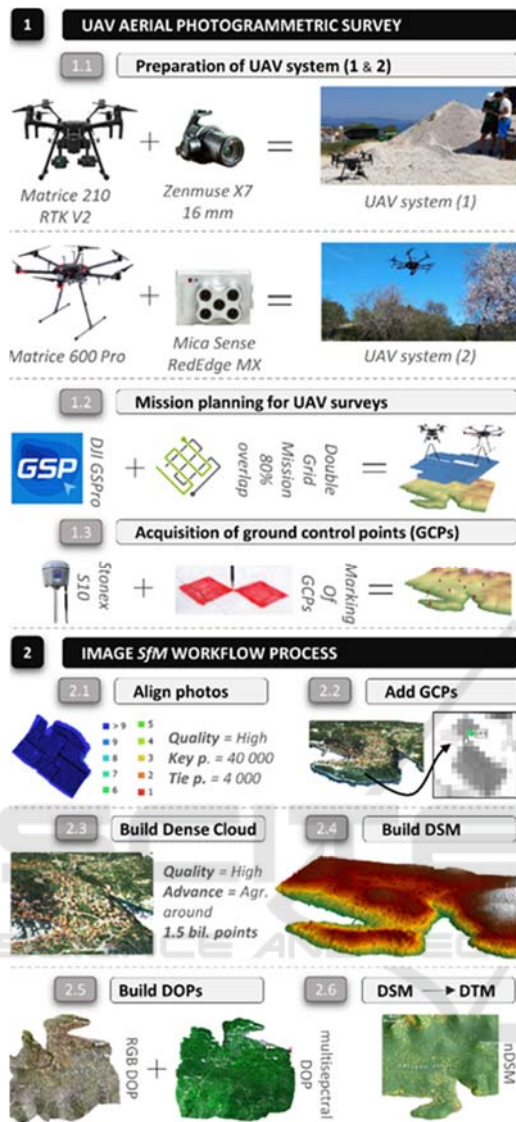 1 UAV AERIAL PHOTOGRAMMETRIC SURVEY
1.1 Preparation of UAV system (1 & 2)
Matrice 210
RTK V2
+
Zenmuse X7
16 mm
=
UAV system (1)
Matrice 600 Pro
+
Mica Sense
RedEdge MX
=
UAV system (2)
1.2 Mission planning for UAV surveys
GSP
DJI GSPro
+
Double
Grid
Mission
80%
overlap
=
1.3 Acquisition of ground control points (GCPs)
Stonex
S10
+
Marking
Of
GCPs
=
2 IMAGE SfM WORKFLOW PROCESS
2.1 Align photos
> 9
9
8
7
6
5
4
3
2
1
Quality = High
Key p. = 40 000
Tie p. = 4 000
2.2 Add GCPs
2.3 Build Dense Cloud
Quality = High
Advance = Agr.
around
1.5 bil. points
2.4 Build DSM
2.5 Build DOPs
RGB DOP
+
multisepctral
DOP
2.6 DSM → DTM
nDSM
SCITE
SCIENCE AND TEC